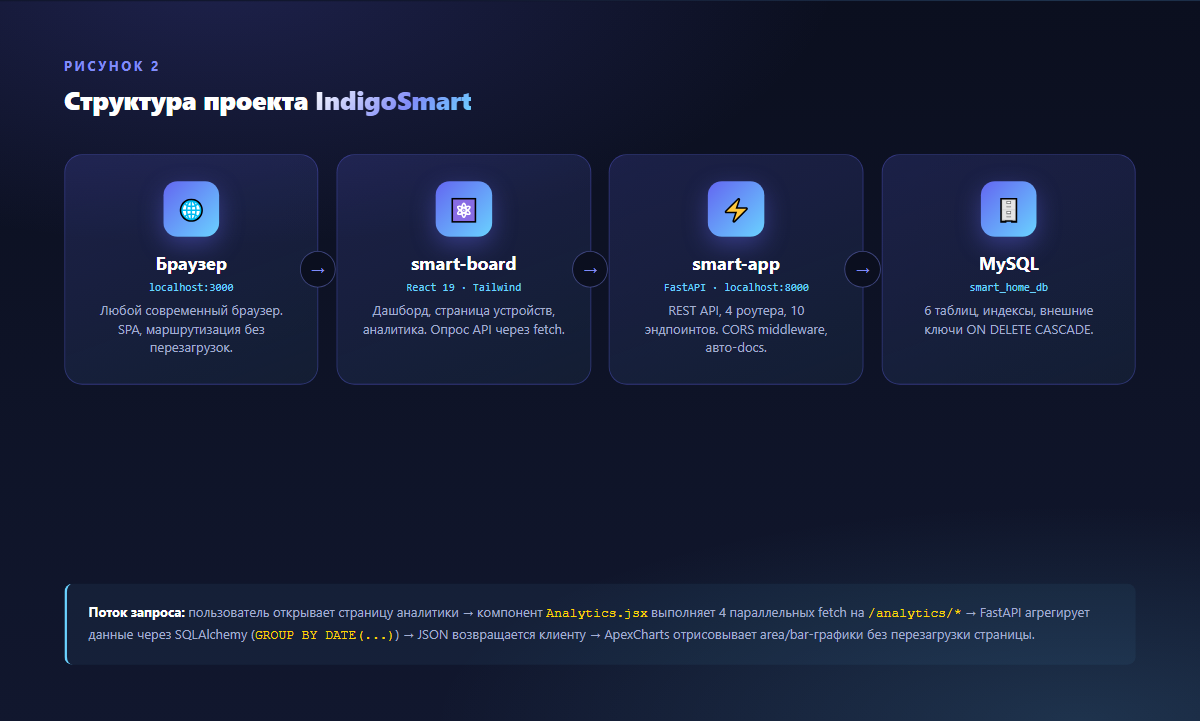 РИСУНОК 2
Структура проекта IndigoSmart
Браузер
localhost:3000
Любой современный браузер.
SPA, маршрутизация без
перезагрузок.
→
smart-board
React 19 · Tailwind
Дашборд, страница устройств,
аналитика. Опрос API через fetch.
→
smart-app
FastAPI · localhost:8000
REST API, 4 роутера, 10
эндпоинтов. CORS middleware,
авто-docs.
→
MySQL
smart_home_db
6 таблиц, индексы, внешние
ключи ON DELETE CASCADE.
Поток запроса: пользователь открывает страницу аналитики → компонент Analytics.jsx выполняет 4 параллельных fetch на /analytics/* → FastAPI агрегирует
данные через SQLAlchemy (GROUP BY DATE(...)) → JSON возвращается клиенту → ApexCharts отрисовывает area/bar-графики без перезагрузки страницы.